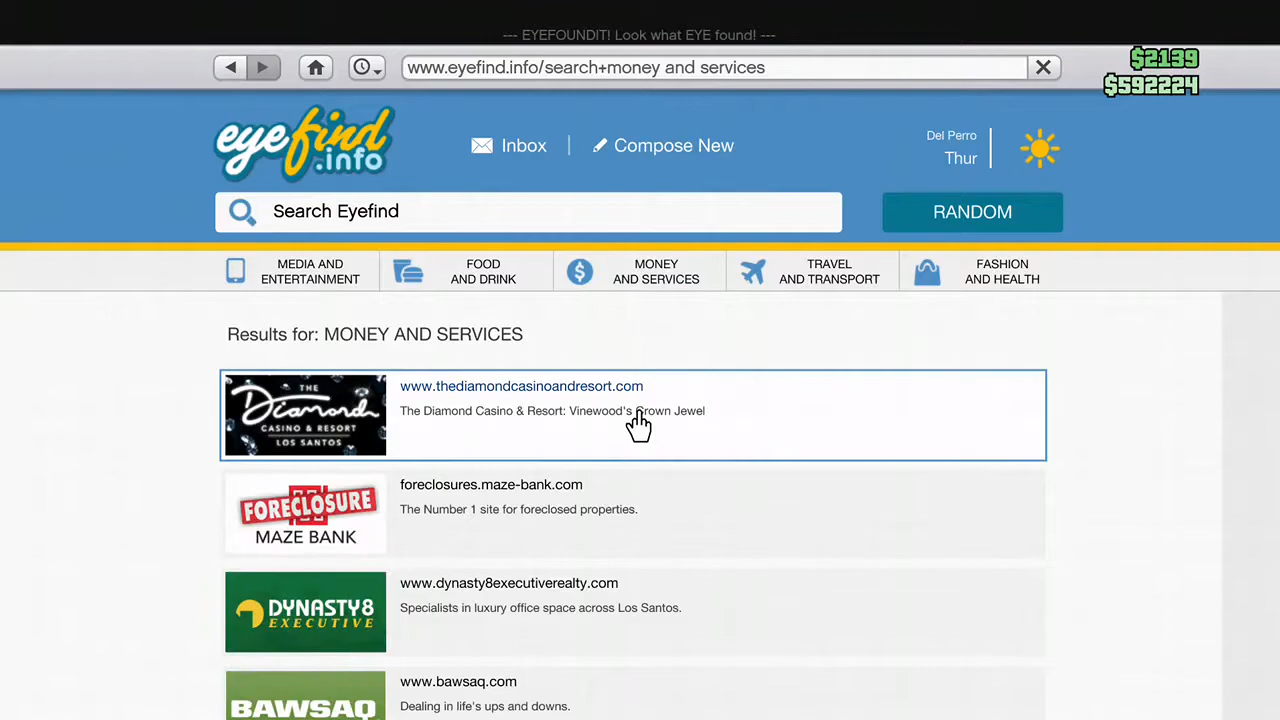 --- EYEFOUNDIT! Look what EYE found! ---
www.eyefind.info/search+money and services
$2139
$592224
eyefind.info
Inbox
Compose New
Del Perro
Thur
Search Eyefind
RANDOM
MEDIA AND
ENTERTAINMENT
FOOD
AND DRINK
MONEY
AND SERVICES
TRAVEL
AND TRANSPORT
FASHION
AND HEALTH
Results for: MONEY AND SERVICES
THE
Diamond
CASINO & RESORT
LOS SANTOS
www.thediamondcasinoandresort.com
The Diamond Casino & Resort: Vinewood's Crown Jewel
FORECLOSURE
MAZE BANK
foreclosures.maze-bank.com
The Number 1 site for foreclosed properties.
DYNASTY8
EXECUTIVE
www.dynasty8executiverealty.com
Specialists in luxury office space across Los Santos.
BAWSAQ
www.bawsaq.com
Dealing in life's ups and downs.